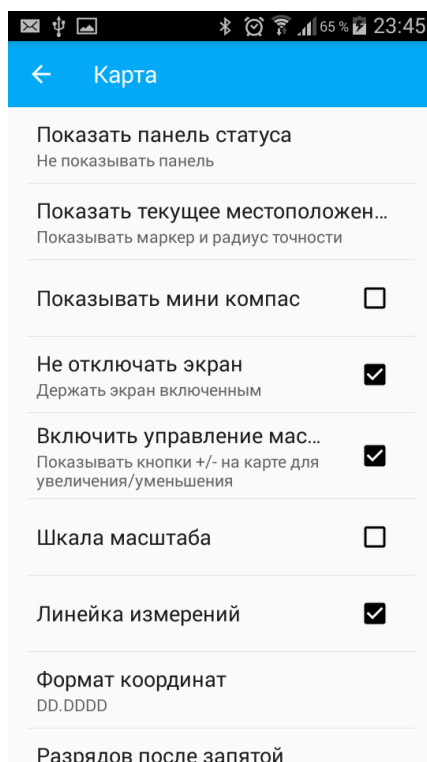 65 % 23:45
Карта
Показать панель статуса
Не показывать панель
Показать текущее местоположен...
Показывать маркер и радиус точности
Показывать мини компас
Не отключать экран
Держать экран включенным
Включить управление мас...
Показывать кнопки +/- на карте для
увеличения/уменьшения
Шкала масштаба
Линейка измерений
Формат координат
DD.DDDD
Разрядов после запятой